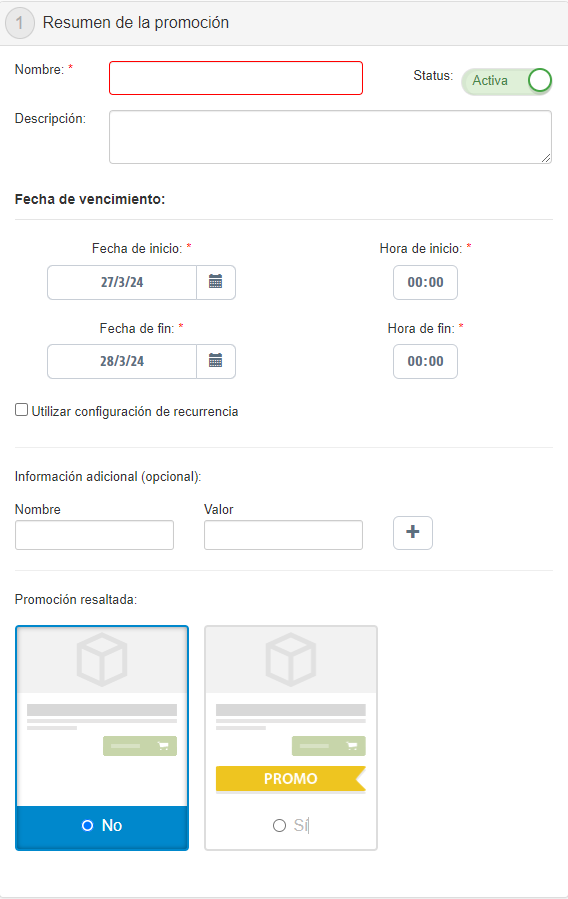 1 Resumen de la promoción
Nombre: * Status: Activa
Descripción:
Fecha de vencimiento:
Fecha de inicio: * Hora de inicio: *
27/3/24 00:00
Fecha de fin: * Hora de fin: *
28/3/24 00:00
Utilizar configuración de recurrencia
Información adicional (opcional):
Nombre Valor
+
Promoción resaltada:
PROMO
No Sí